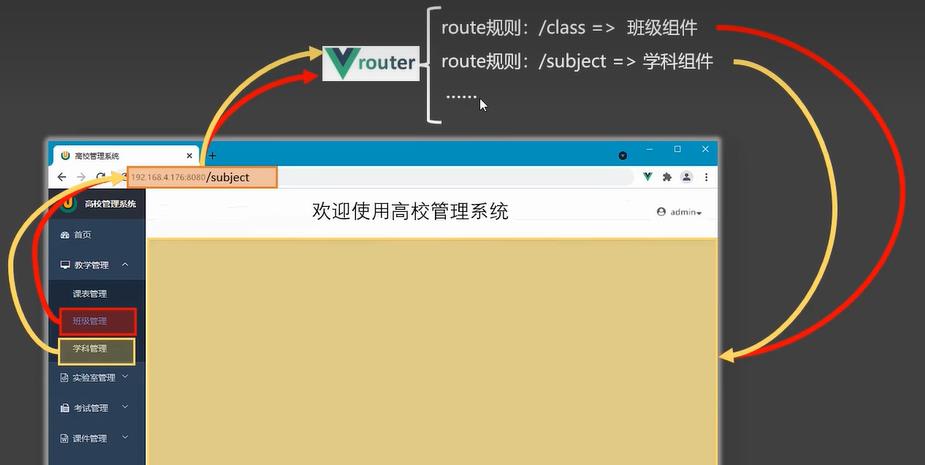 route规则：/class => 班级组件
router
route规则：/subject => 学科组件
......
高校管理系统
192.168.4.176:8080/subject
高校管理系统
欢迎使用高校管理系统
admin
首页
教学管理
课表管理
班级管理
学科管理
实验室管理
考试管理
课件管理